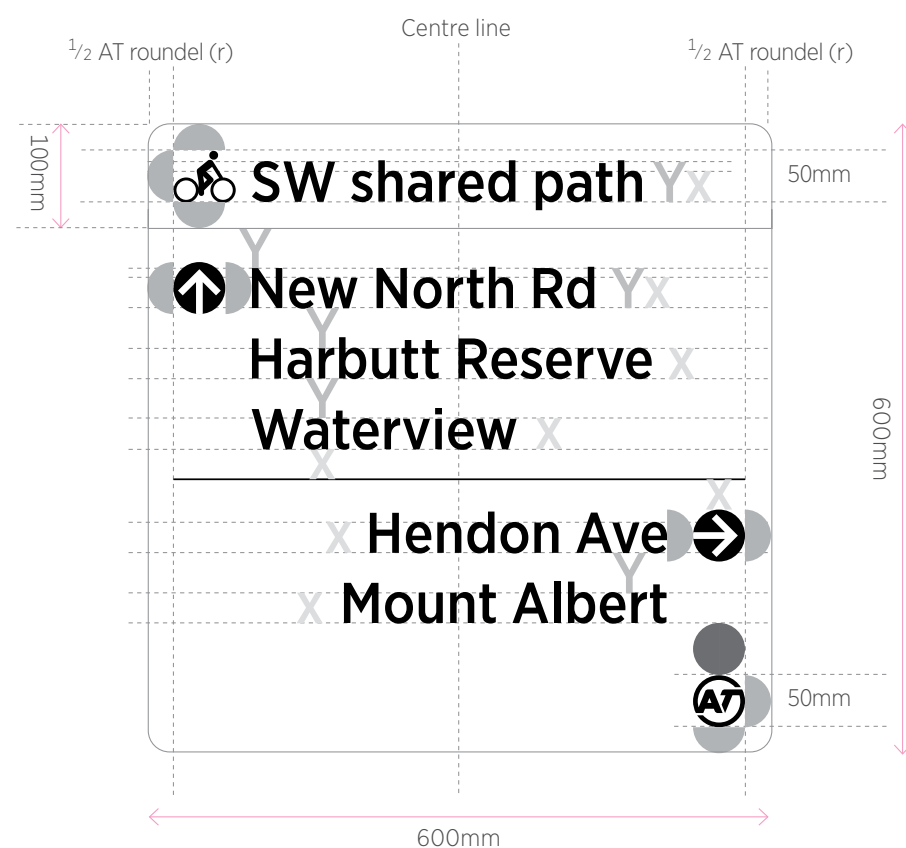 Centre line
1/2 AT roundel (r)
1/2 AT roundel (r)
100mm
50mm
SW shared path Yx
Y
New North Rd Yx
Y
Harbutt Reserve x
Y
Waterview x
x
600mm
x
x Hendon Ave
Y
x Mount Albert
AT
50mm
600mm